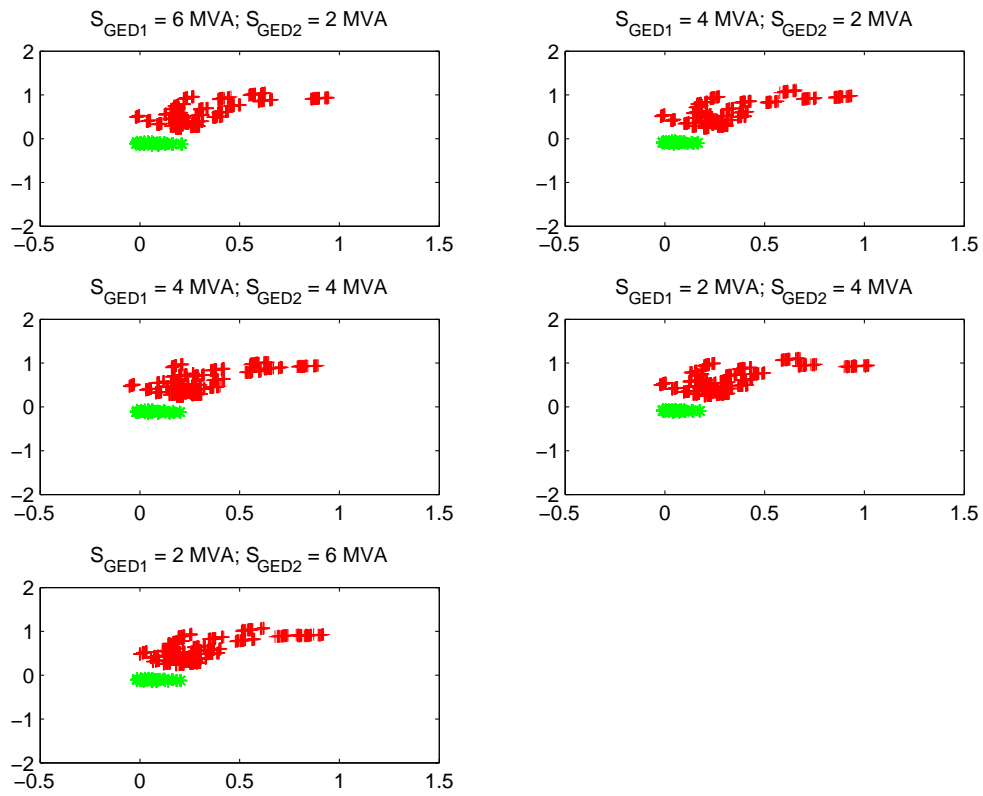 S_GED1 = 6 MVA; S_GED2 = 2 MVA
2
1
0
−1
−2
−0.5 0 0.5 1 1.5
S_GED1 = 4 MVA; S_GED2 = 2 MVA
2
1
0
−1
−2
−0.5 0 0.5 1 1.5
S_GED1 = 4 MVA; S_GED2 = 4 MVA
2
1
0
−1
−2
−0.5 0 0.5 1 1.5
S_GED1 = 2 MVA; S_GED2 = 4 MVA
2
1
0
−1
−2
−0.5 0 0.5 1 1.5
S_GED1 = 2 MVA; S_GED2 = 6 MVA
2
1
0
−1
−2
−0.5 0 0.5 1 1.5